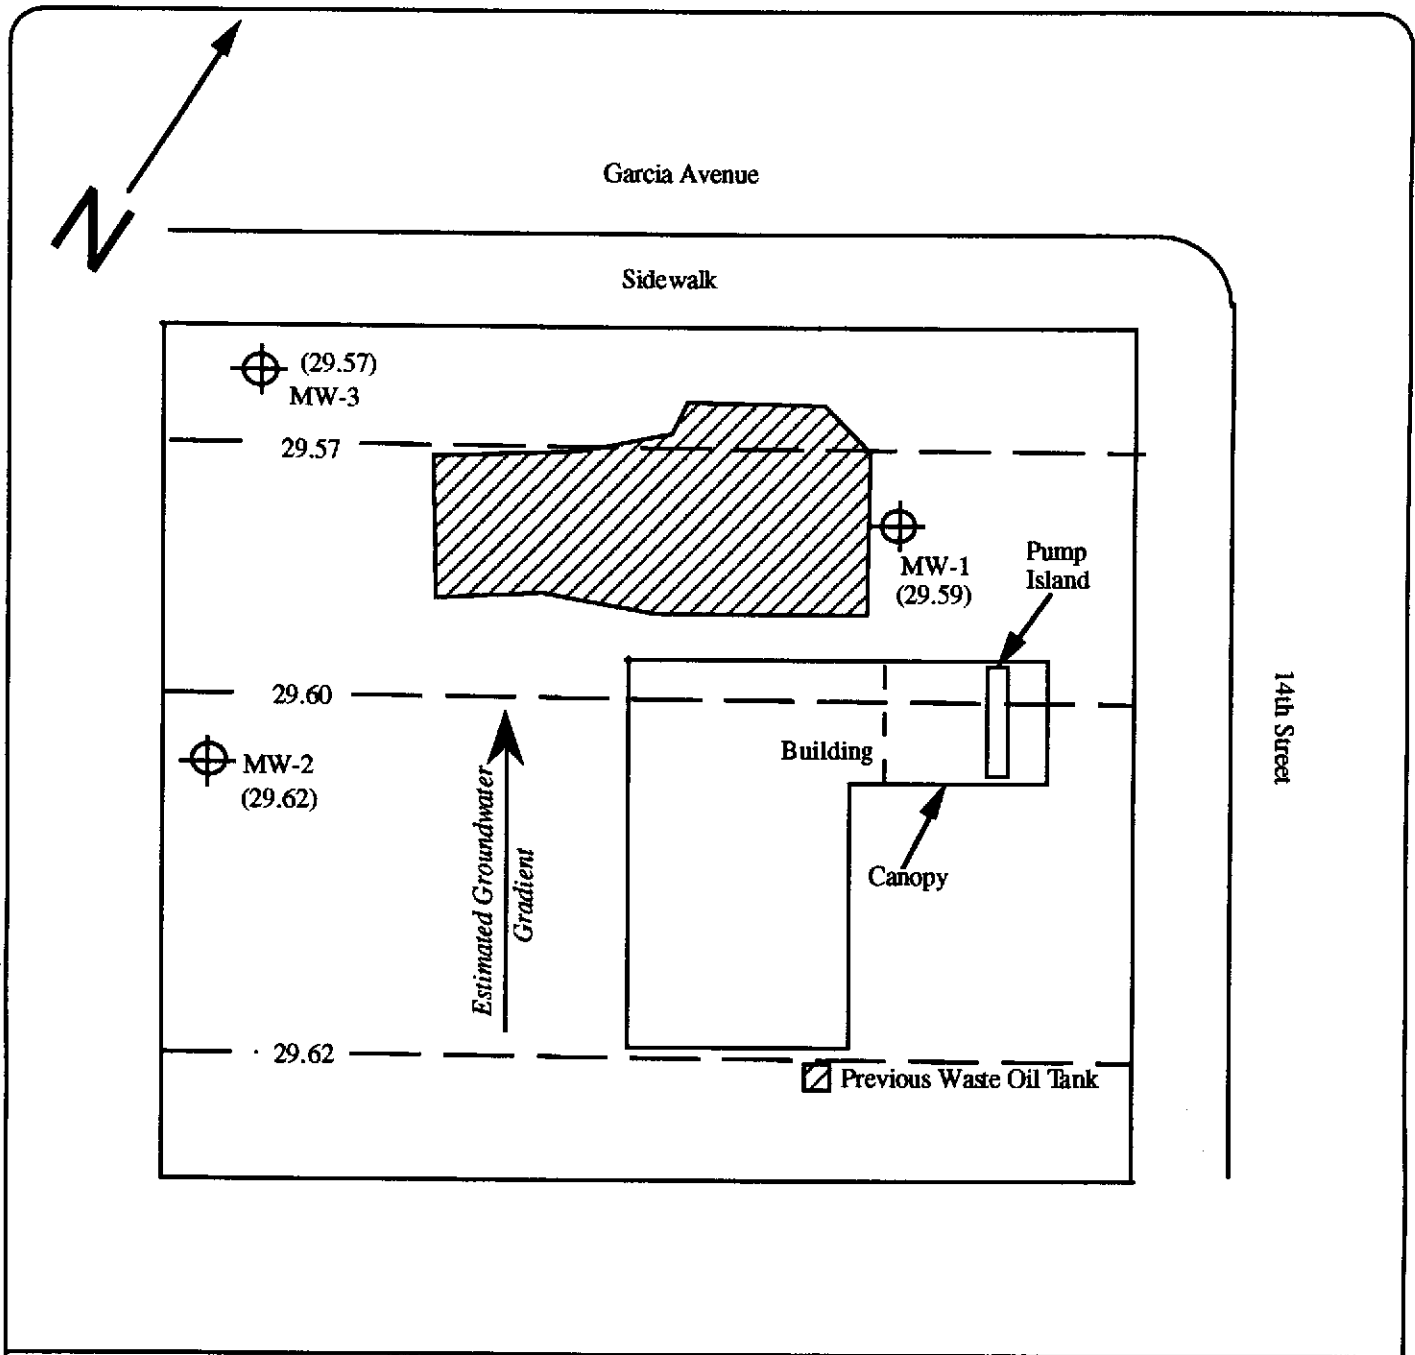 N
Garcia Avenue
Sidewalk
(29.57)
MW-3
29.57
MW-1
(29.59)
Pump
Island
29.60
14th Street
Building
MW-2
(29.62)
Estimated Groundwater
Gradient
Canopy
29.62
Previous Waste Oil Tank